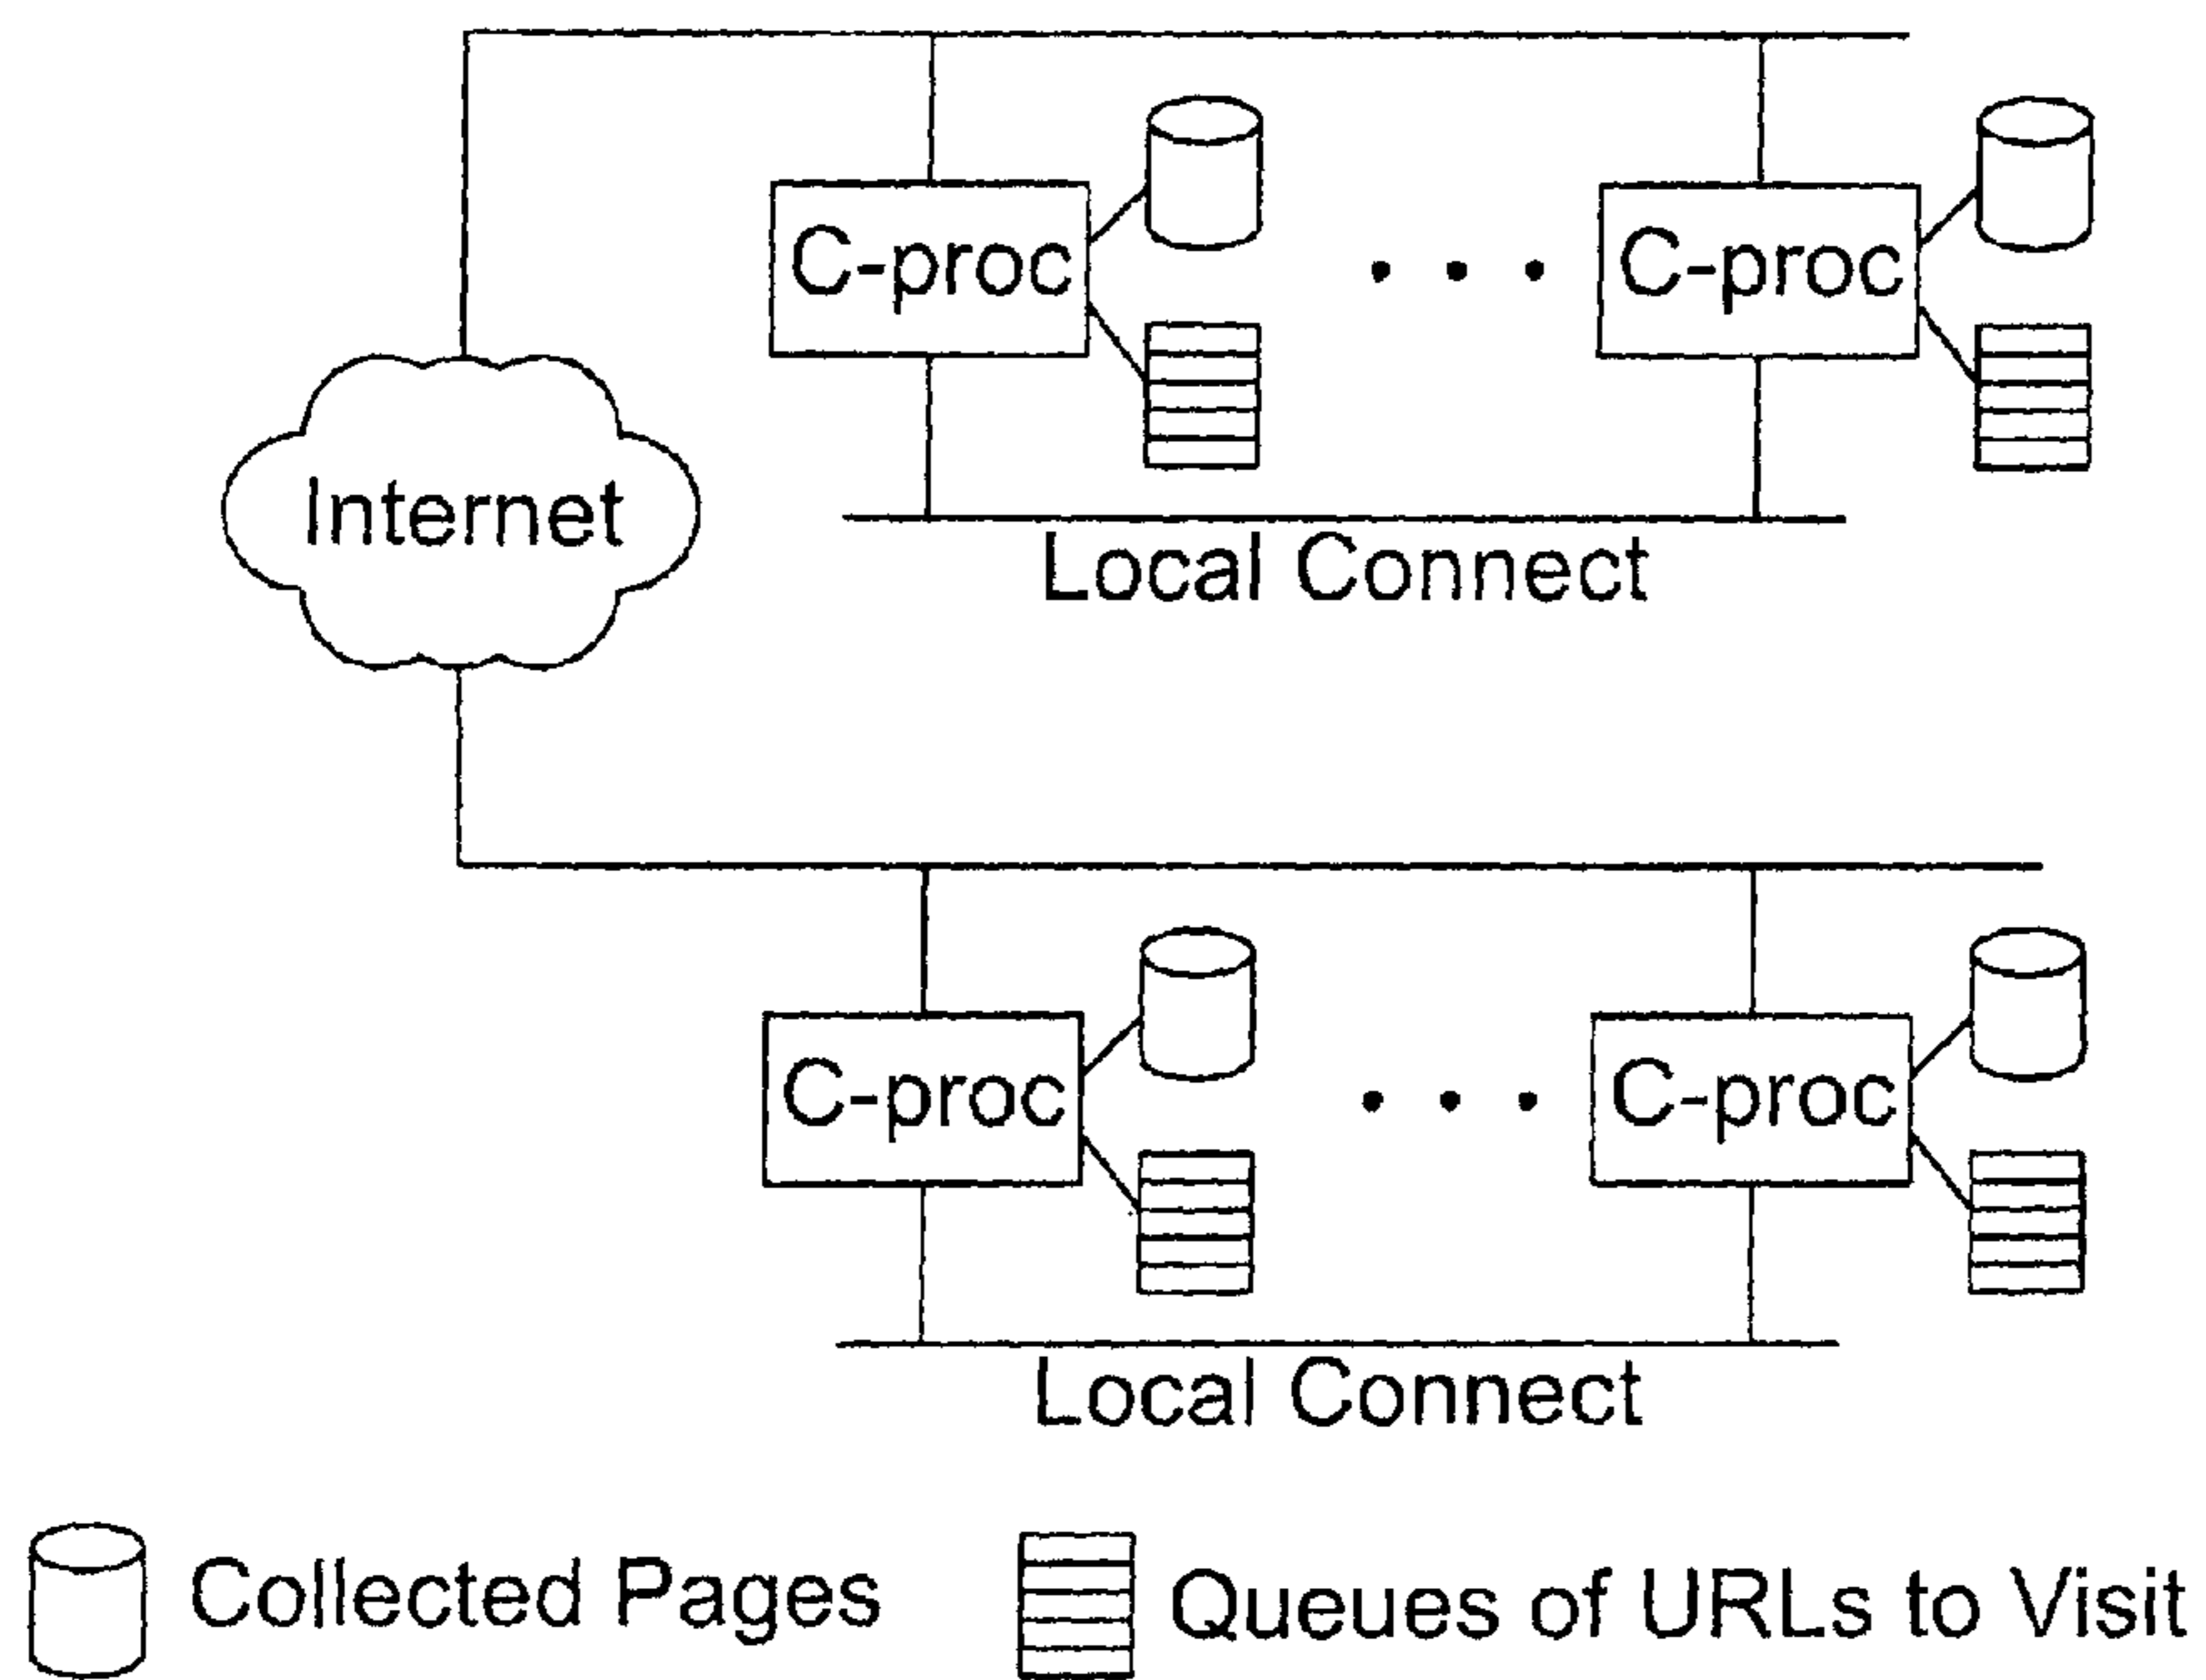 C-proc
C-proc
Internet
Local Connect
C-proc
C-proc
Local Connect
Collected Pages
Queues of URLs to Visit